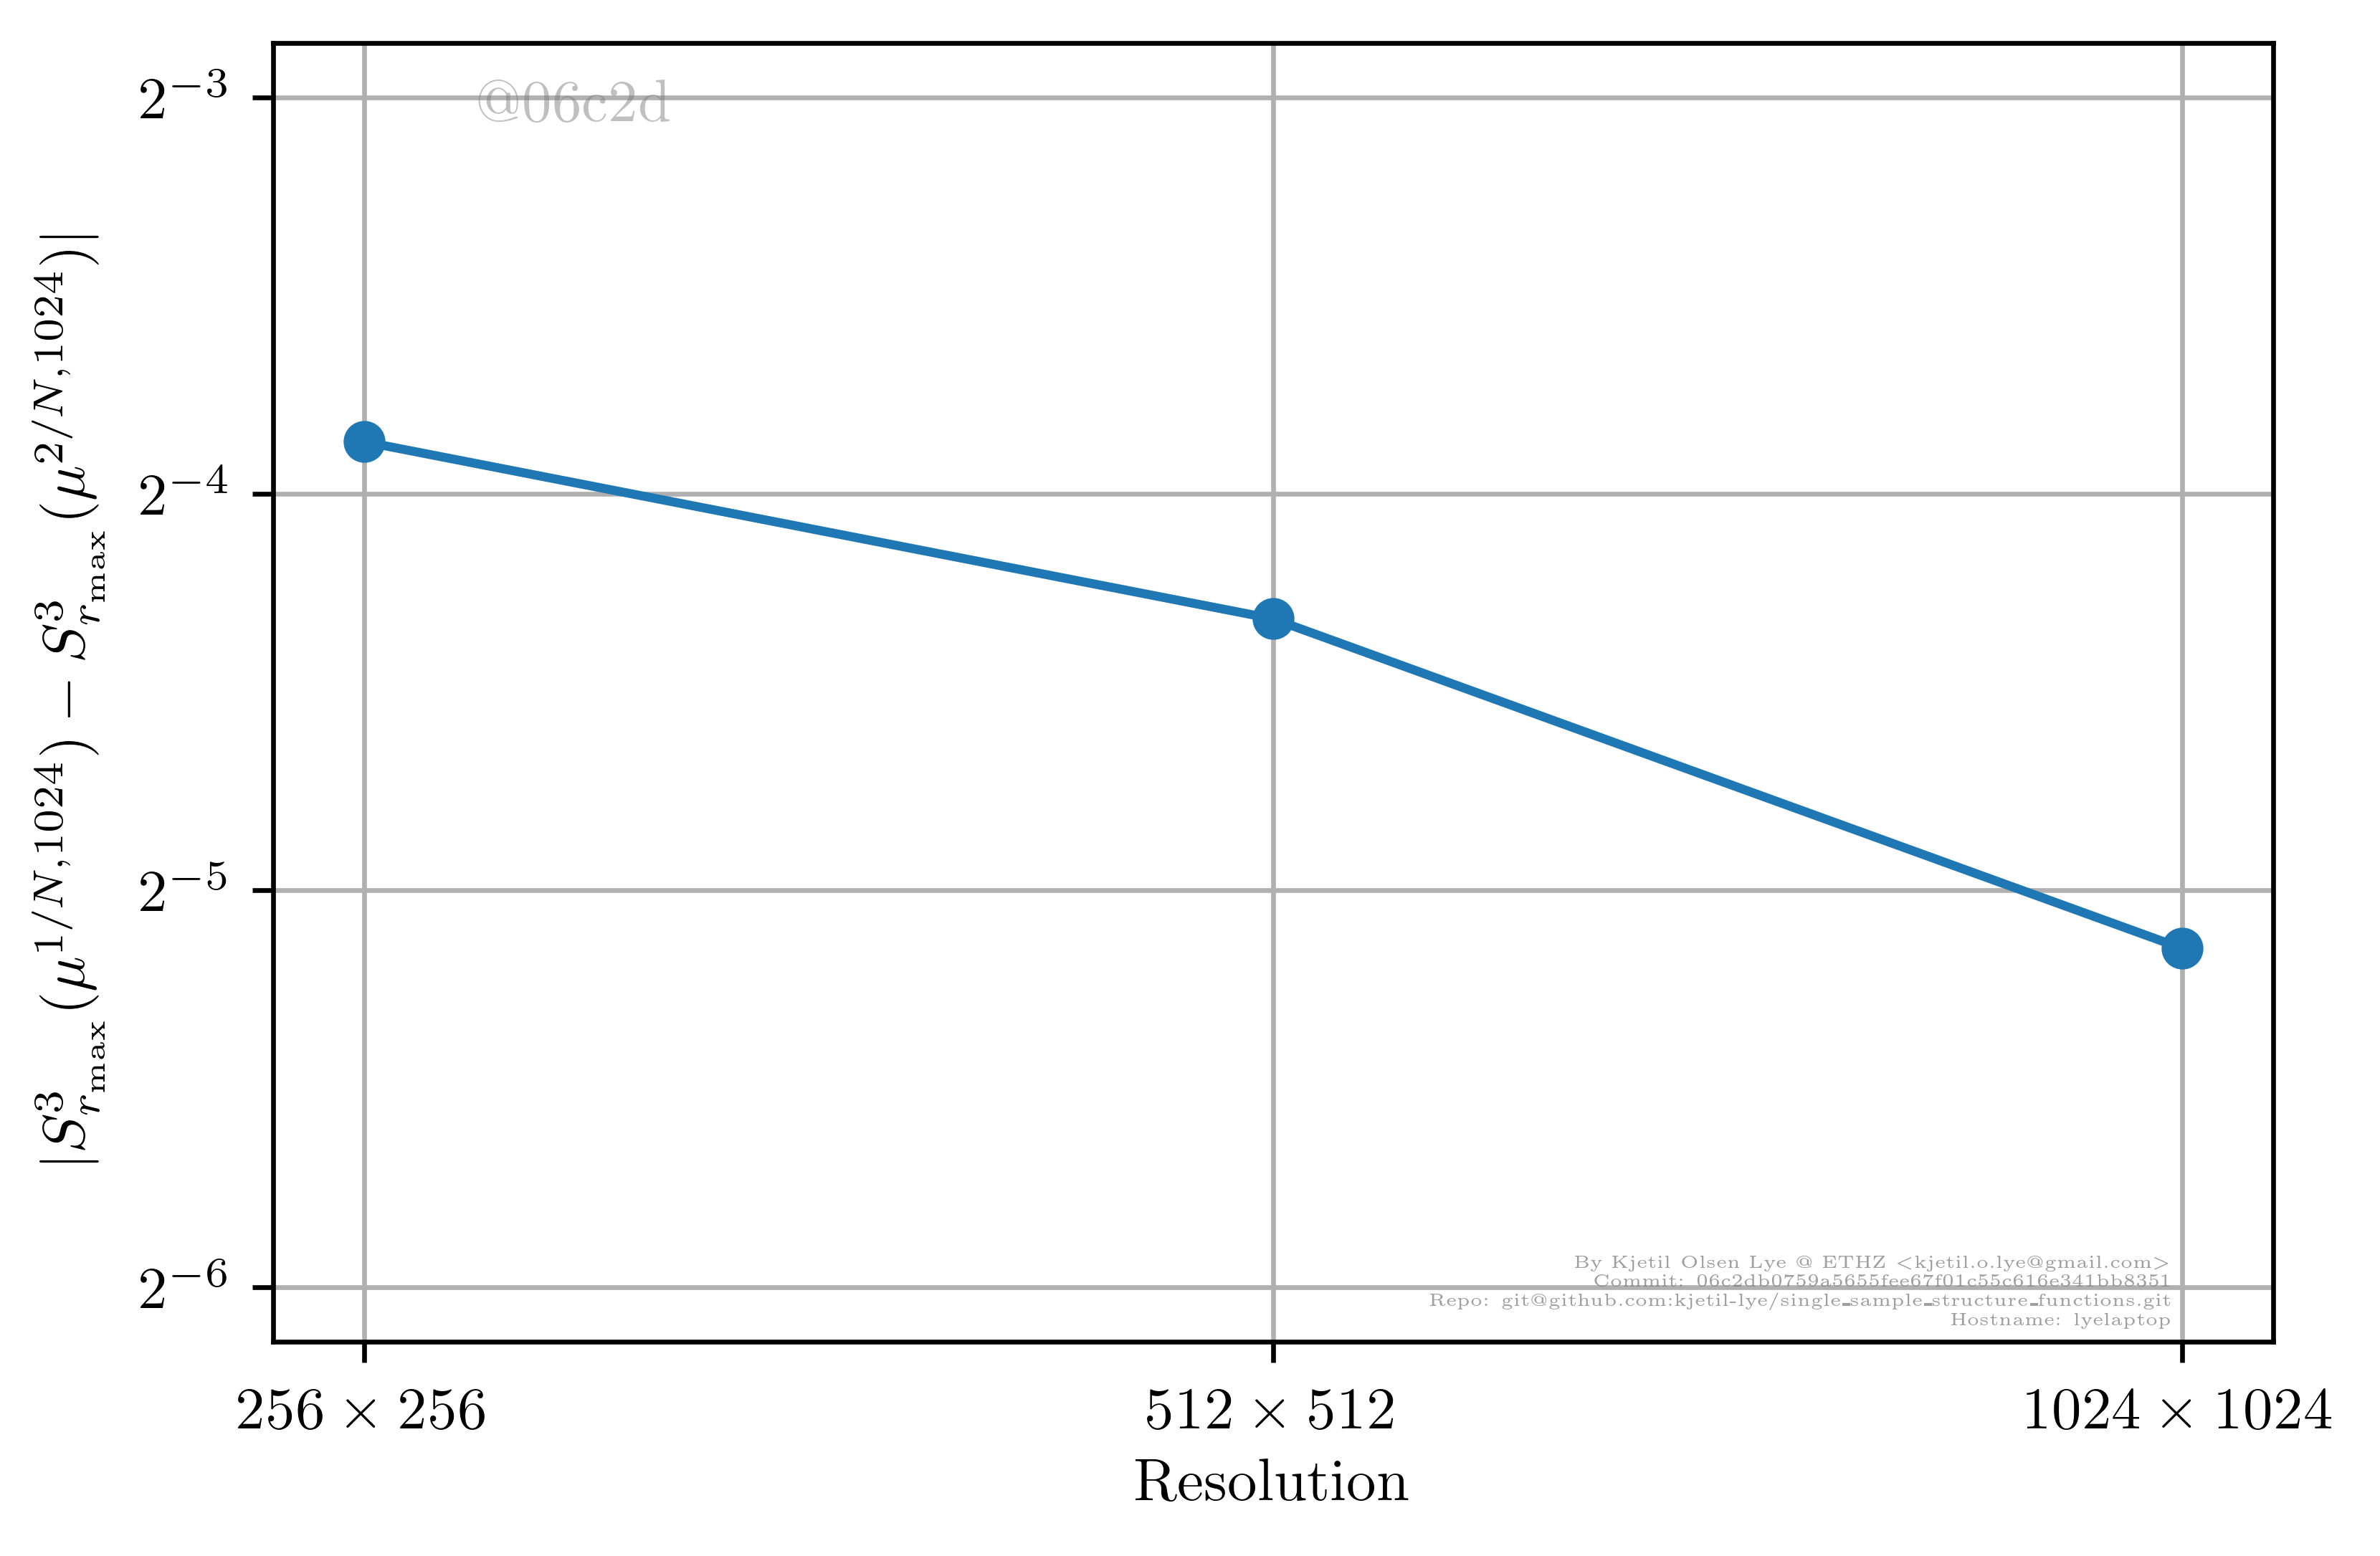 @06c2d
2^{-3}
2^{-4}
2^{-5}
2^{-6}
|S^3_{r_max}(μ^{1/N,1024}) − S^3_{r_max}(μ^{2/N,1024})|
By Kjetil Olsen Lye @ ETHZ <kjetil.o.lye@gmail.com>
Commit: 06c2db0759a5655fee67f01c55c616e341bb8351
Repo: git@github.com:kjetil-lye/single_sample_structure_functions.git
Hostname: lyelaptop
256 × 256
512 × 512
1024 × 1024
Resolution